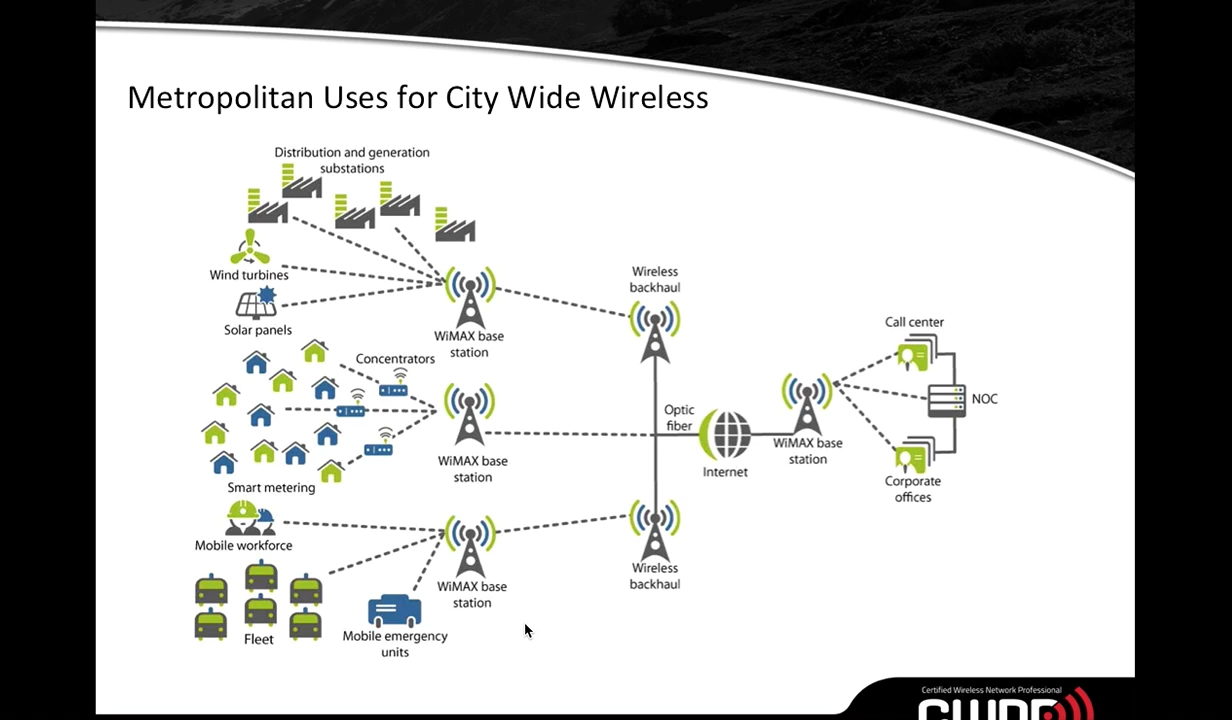 Metropolitan Uses for City Wide Wireless
Distribution and generation
substations
Wind turbines
Solar panels
WiMAX base
station
Wireless
backhaul
Concentrators
Smart metering
WiMAX base
station
Optic
fiber
Internet
WiMAX base
station
Call center
NOC
Corporate
offices
Mobile workforce
Fleet
Mobile emergency
units
WiMAX base
station
Wireless
backhaul
Certified Wireless Network Professional